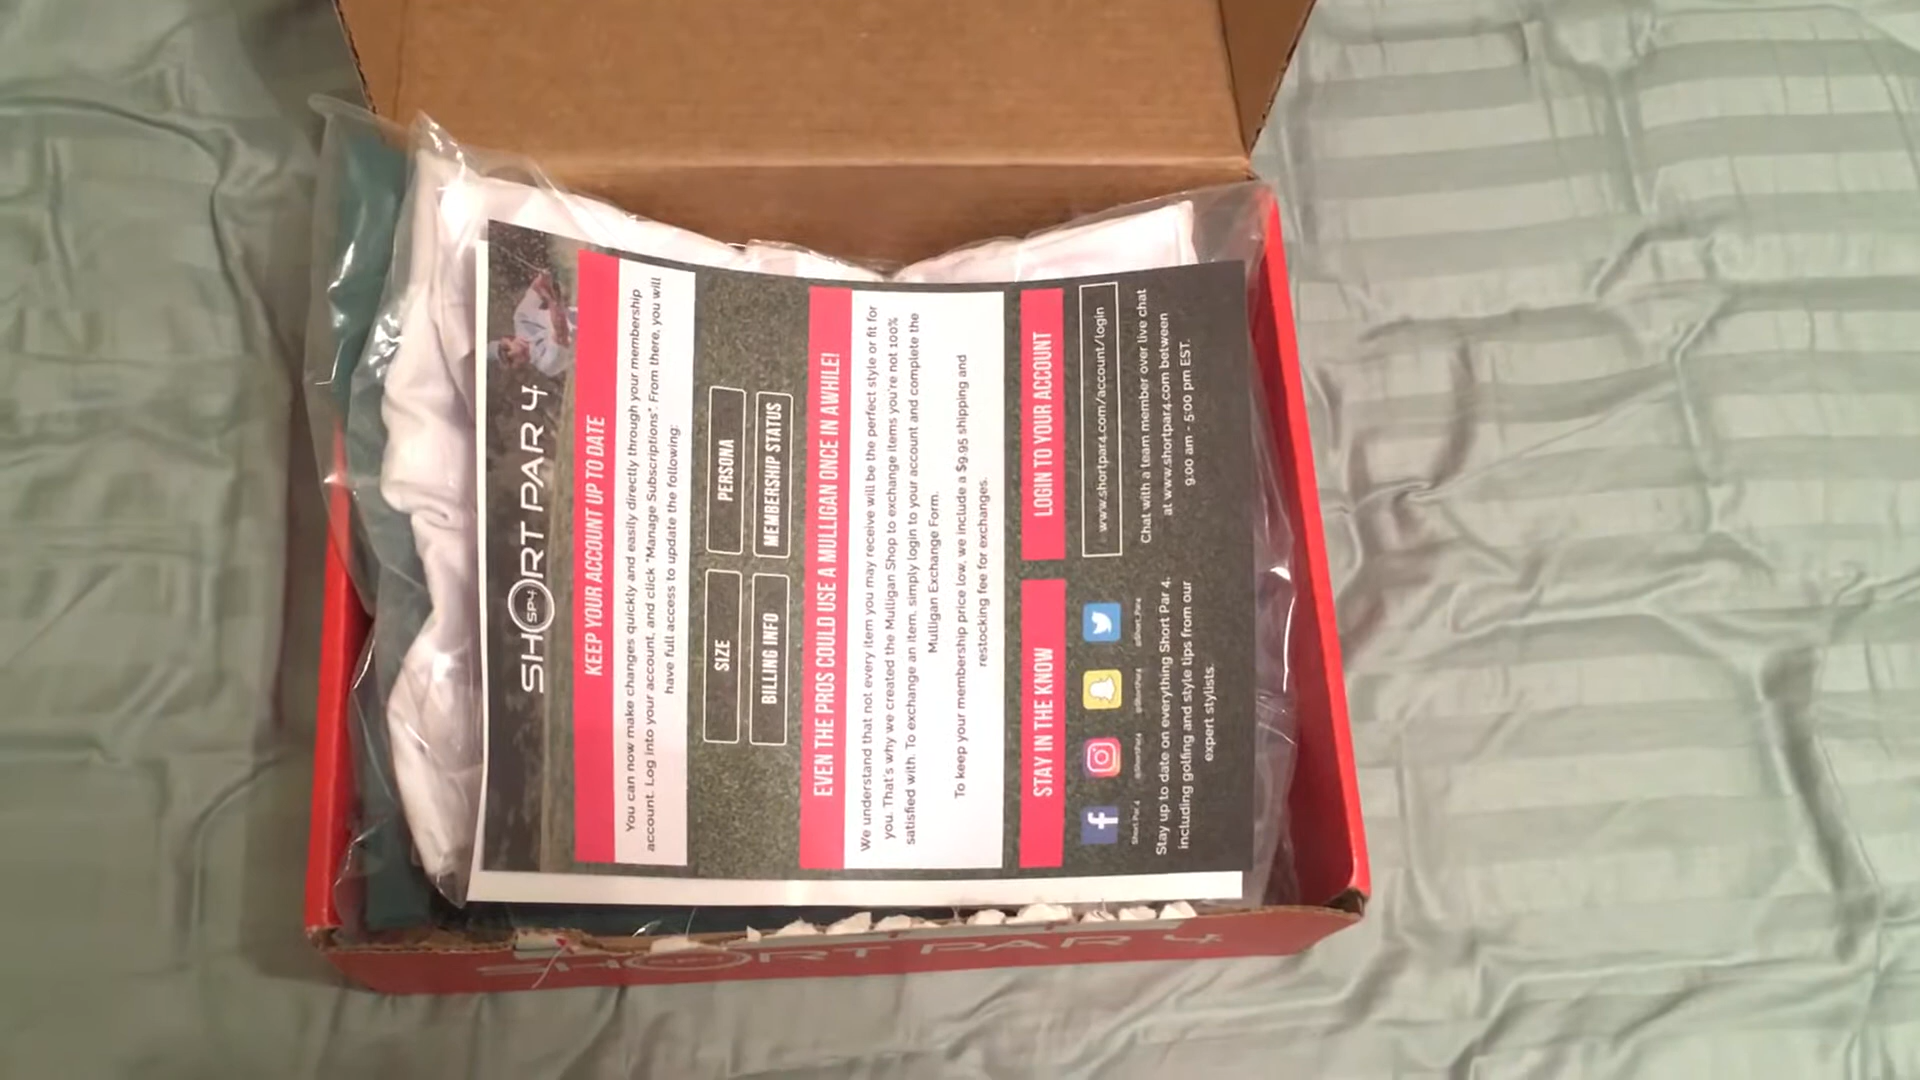 SHORT PAR 4
KEEP YOUR ACCOUNT UP TO DATE
You can now make changes quickly and easily directly through your membership
account. Log into your account, and click "Manage Subscriptions". From there, you will
have full access to update the following:
SIZE
PERSONA
BILLING INFO
MEMBERSHIP STATUS
EVEN THE PROS COULD USE A MULLIGAN ONCE IN AWHILE!
We understand that not every item you may receive will be the perfect style or fit for
you. That's why we created the Mulligan Shop to exchange items you're not 100%
satisfied with. To exchange an item, simply login to your account and complete the
Mulligan Exchange Form.
To keep your membership price low, we include a $9.95 shipping and
restocking fee for exchanges.
STAY IN THE KNOW
Short Par 4
@ShortPar4
@ShortPar4
@Short_Par4
Stay up to date on everything Short Par 4,
including golfing and style tips from our
expert stylists.
LOGIN TO YOUR ACCOUNT
www.shortpar4.com/account/login
Chat with a team member over live chat
at www.shortpar4.com between
9:00 am - 5:00 pm EST.
SHORT PAR 4